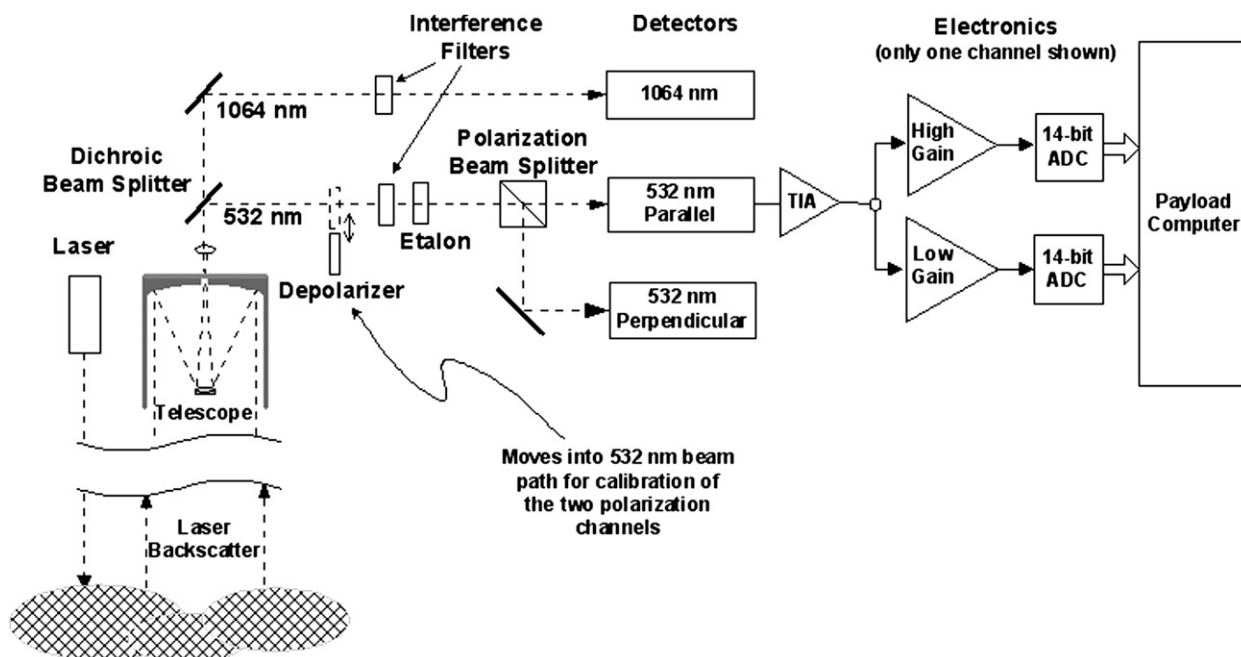 Interference
Filters
Detectors
Electronics
(only one channel shown)
1064 nm
1064 nm
High
Gain
14-bit
ADC
Dichroic
Beam Splitter
Polarization
Beam Splitter
532 nm
532 nm
Parallel
TIA
Payload
Computer
Etalon
Laser
Depolarizer
532 nm
Perpendicular
Low
Gain
14-bit
ADC
Telescope
Moves into 532 nm beam
path for calibration of
the two polarization
channels
Laser
Backscatter